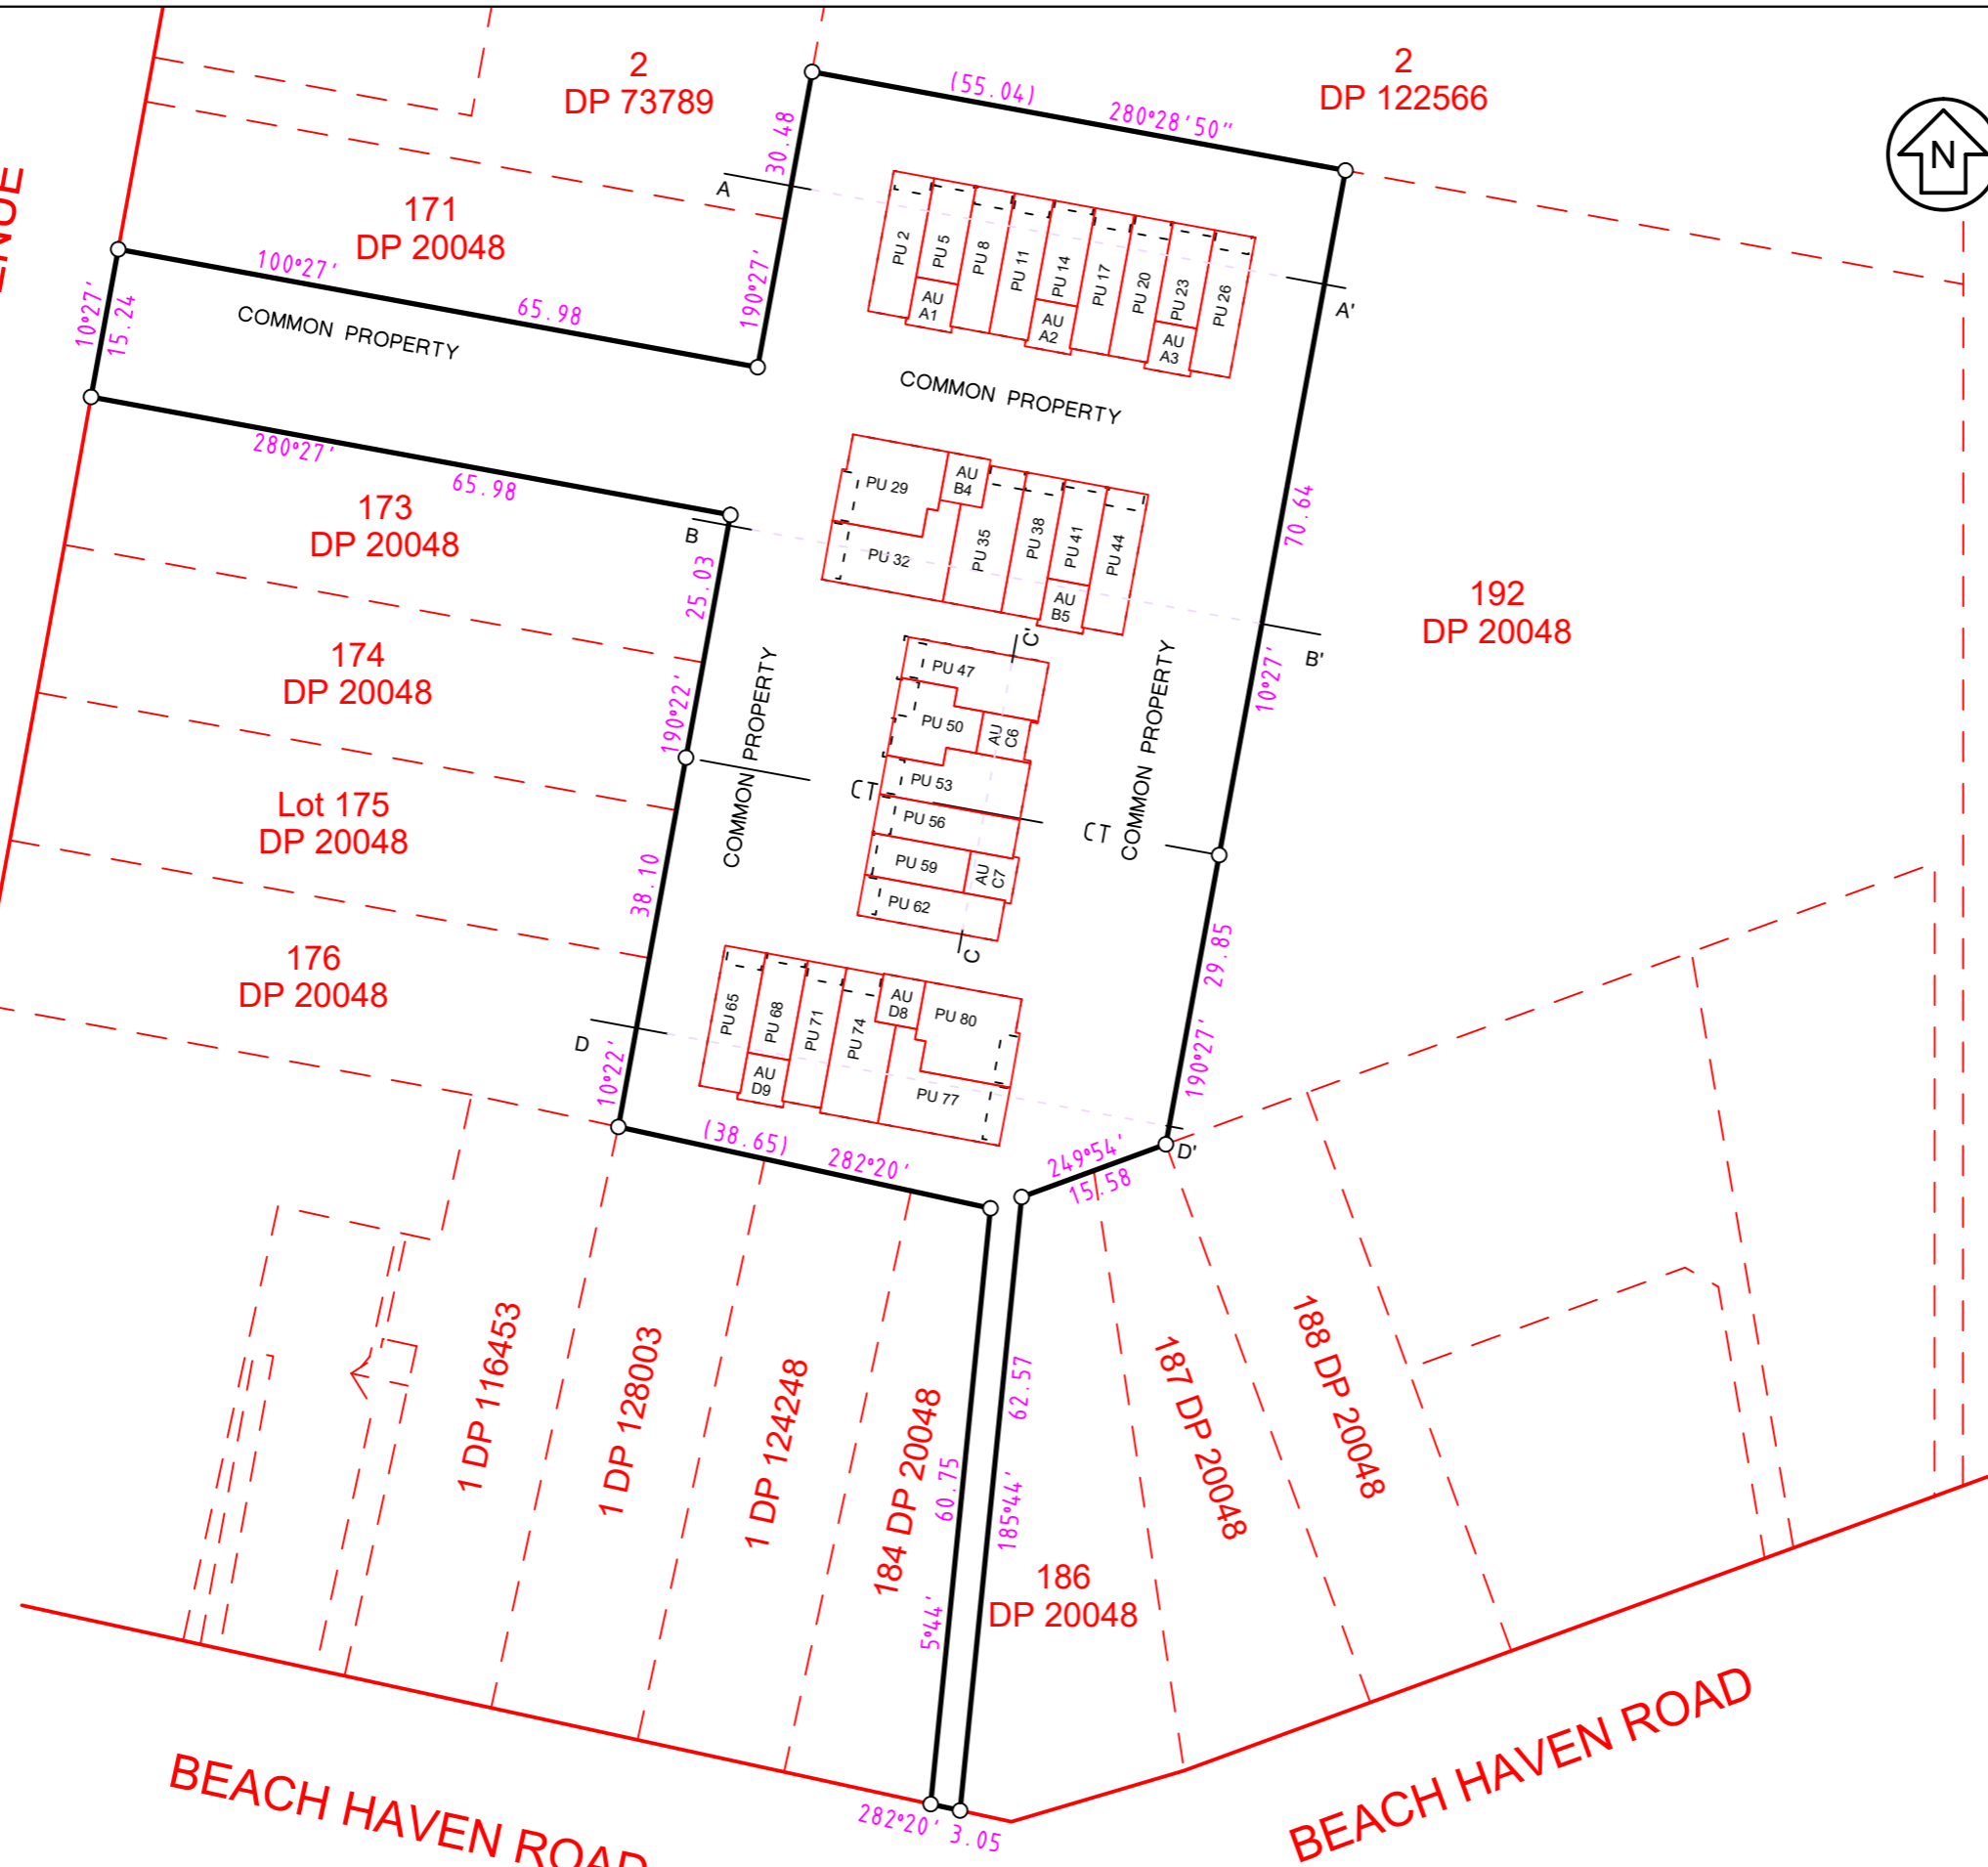 2
DP 73789
2
DP 122566
(55.04)
280°28'50"
N
30.48
A
171
DP 20048
190°27'
100°27'
65.98
COMMON PROPERTY
10°27'
15.24
PU 2
PU 5
PU 8
PU 11
PU 14
PU 17
PU 20
PU 23
PU 26
AU
A1
AU
A2
AU
A3
A'
COMMON PROPERTY
280°27'
65.98
173
DP 20048
B
PU 29
AU
B4
PU 32
PU 35
PU 38
PU 41
PU 44
AU
B5
70.64
192
DP 20048
25.03
B'
10°27'
174
DP 20048
190°22'
COMMON PROPERTY
C'
PU 47
PU 50
AU
C6
PU 53
CT
PU 56
CT
PU 59
AU
C7
PU 62
C
COMMON PROPERTY
Lot 175
DP 20048
38.10
176
DP 20048
29.85
D
10°22'
PU 65
PU 68
PU 71
PU 74
AU
D8
PU 80
AU
D9
PU 77
190°27'
D'
(38.65)
282°20'
249°54'
15.58
1 DP 116453
1 DP 128003
1 DP 124248
184 DP 20048
60.75
5°44'
62.57
185°44'
186
DP 20048
187 DP 20048
188 DP 20048
BEACH HAVEN ROAD
282°20' 3.05
BEACH HAVEN ROAD